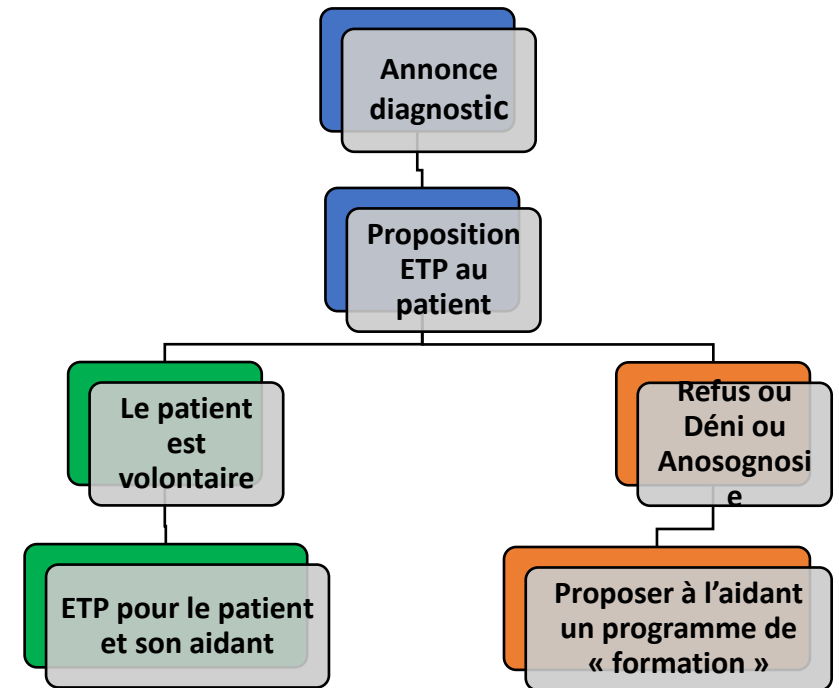 Annonce
diagnostic
Proposition
ETP au
patient
Le patient
est
volontaire
Refus ou
Déni ou
Anosognosi
e
ETP pour le patient
et son aidant
Proposer à l’aidant
un programme de
« formation »